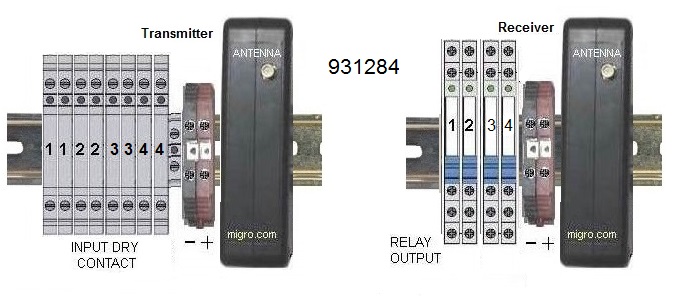 Transmitter
ANTENNA
1 1 2 2 3 3 4 4
INPUT DRY
CONTACT
- +
migro.com
931284
Receiver
ANTENNA
1 2 3 4
RELAY
OUTPUT
- +
migro.com